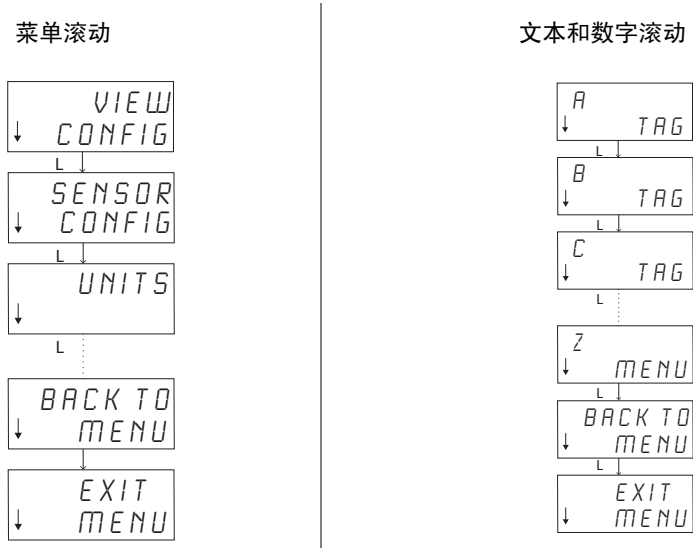 菜单滚动
VIEW
↓ CONFIG
L
SENSOR
↓ CONFIG
L
UNITS
↓
L
BACK TO
↓ MENU
EXIT
↓ MENU
文本和数字滚动
A
↓ TAG
L
B
↓ TAG
L
C
↓ TAG
L
Z
↓ MENU
L
BACK TO
↓ MENU
L
EXIT
↓ MENU